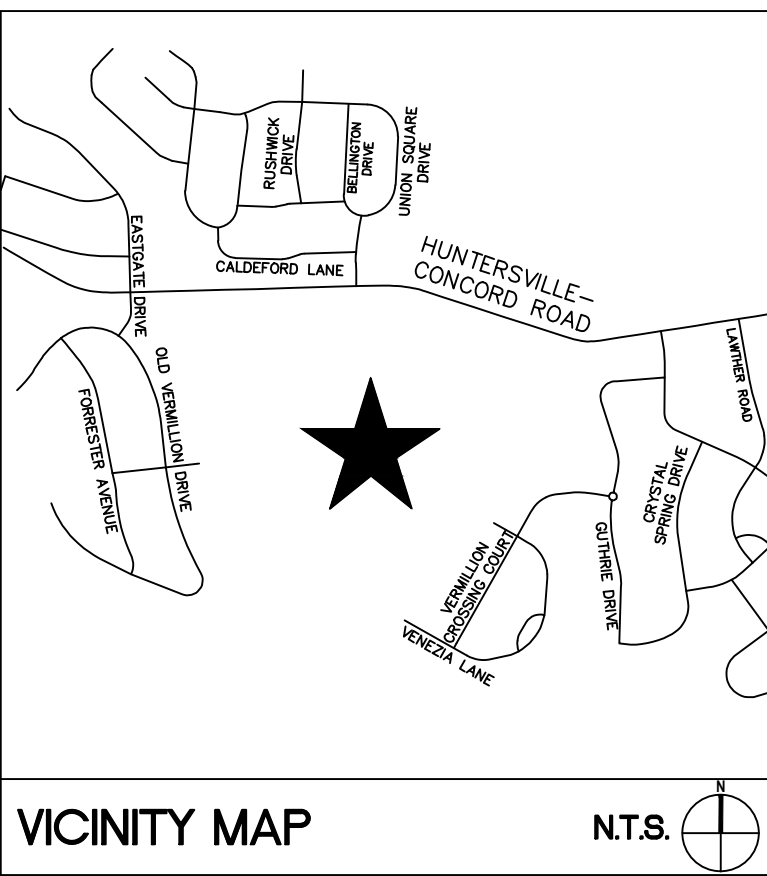 RUSHWICK
DRIVE
BELLINGTON
DRIVE
UNION SQUARE
DRIVE
EASTGATE DRIVE
CALDEFORD LANE
HUNTERSVILLE–
CONCORD ROAD
LAWTHER ROAD
OLD VERMILLION DRIVE
FORRESTER AVENUE
CRYSTAL
SPRING DRIVE
GUTHRIE DRIVE
VERMILLION
CROSSING COURT
VENEZIA LANE
VICINITY MAP
N.T.S.
N